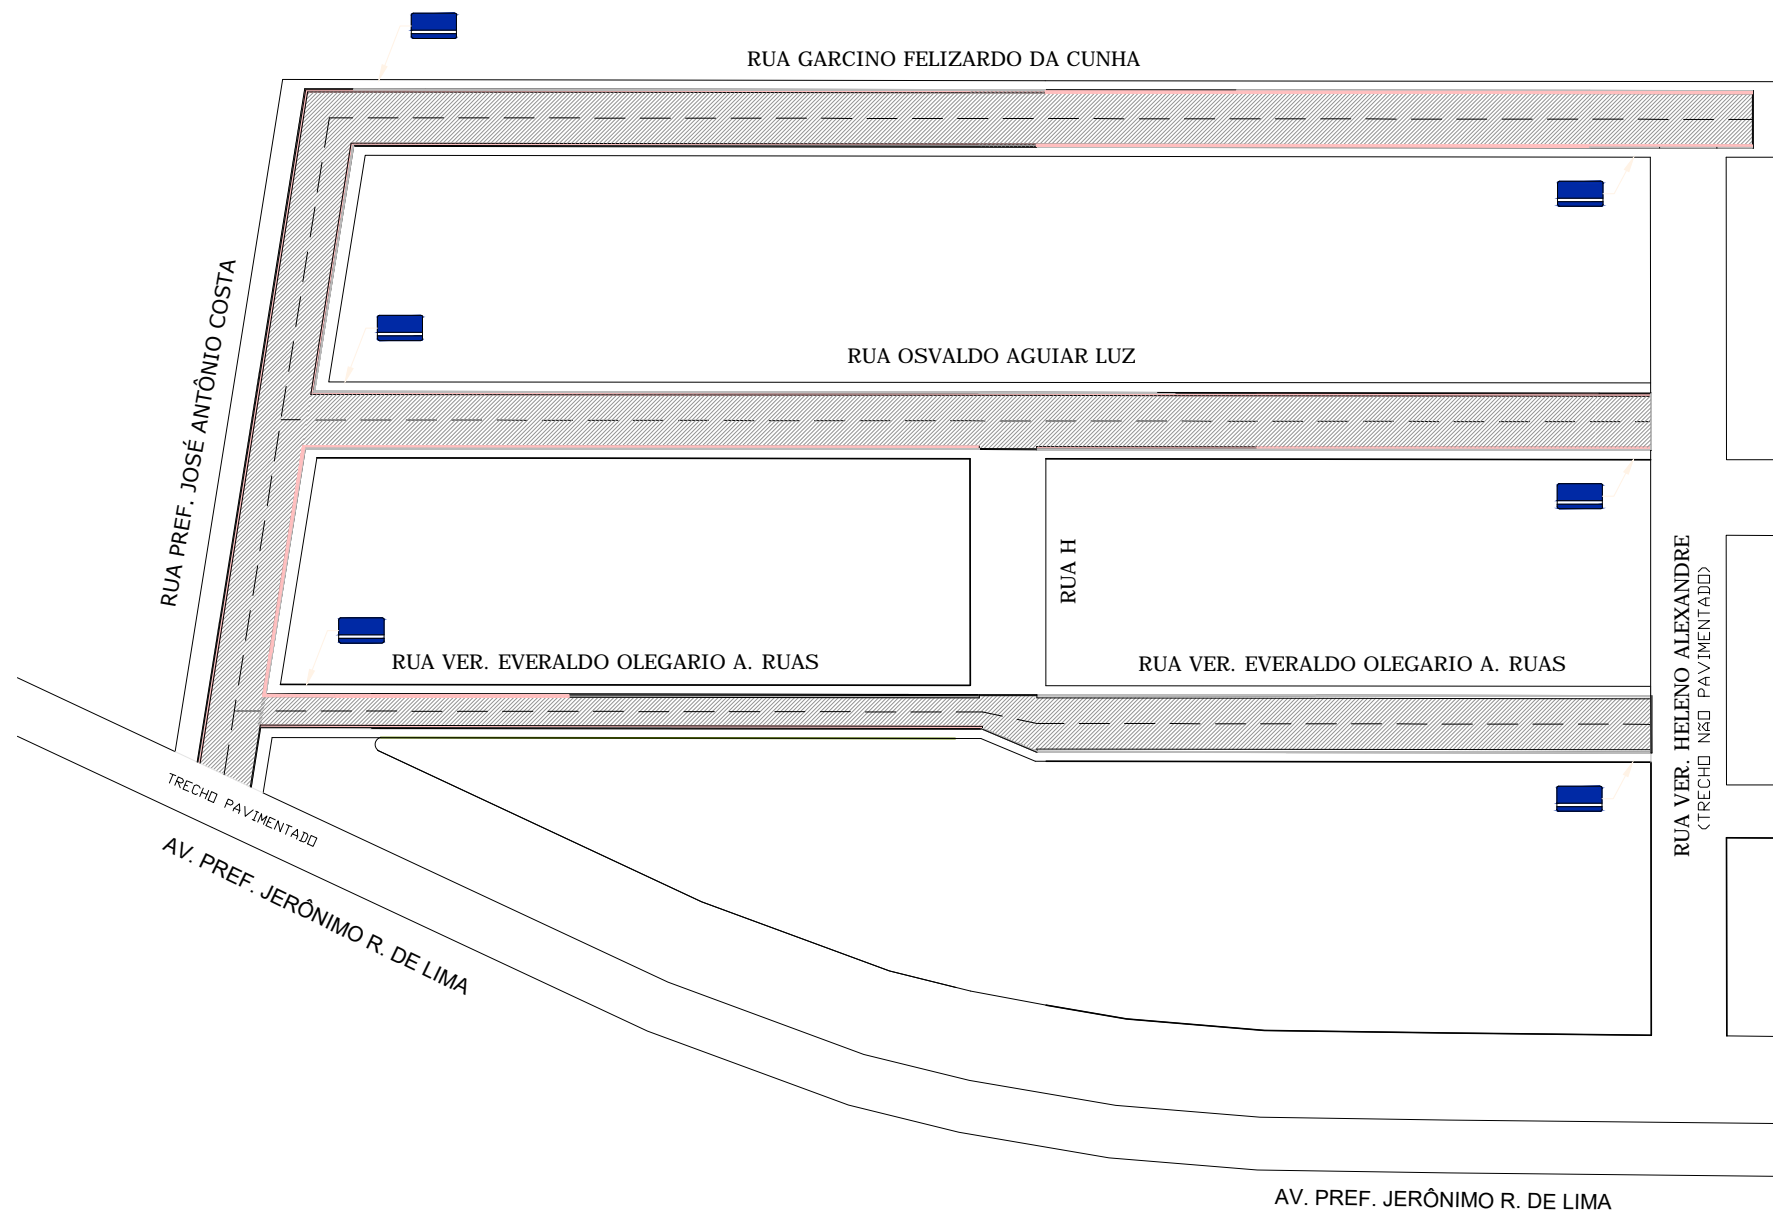 RUA GARCINO FELIZARDO DA CUNHA
RUA PREF. JOSÉ ANTÔNIO COSTA
RUA OSVALDO AGUIAR LUZ
RUA H
RUA VER. EVERALDO OLEGARIO A. RUAS
RUA VER. EVERALDO OLEGARIO A. RUAS
RUA VER. HELENO ALEXANDRE
(TRECHO NÃO PAVIMENTADO)
TRECHO PAVIMENTADO
AV. PREF. JERÔNIMO R. DE LIMA
AV. PREF. JERÔNIMO R. DE LIMA